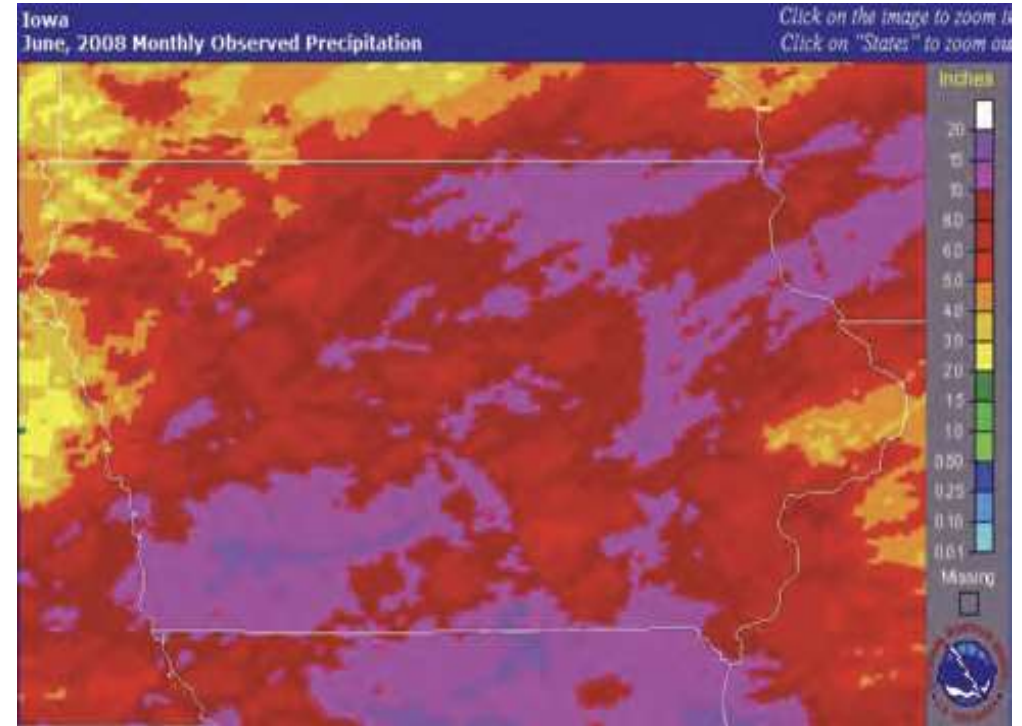 Iowa
June, 2008 Monthly Observed Precipitation
Click on the image to zoom
Click on "States" to zoom ou
Inches
20
15
10
8.0
6.0
5.0
4.0
3.0
2.0
1.5
1.0
0.50
0.25
0.10
0.01
Missing